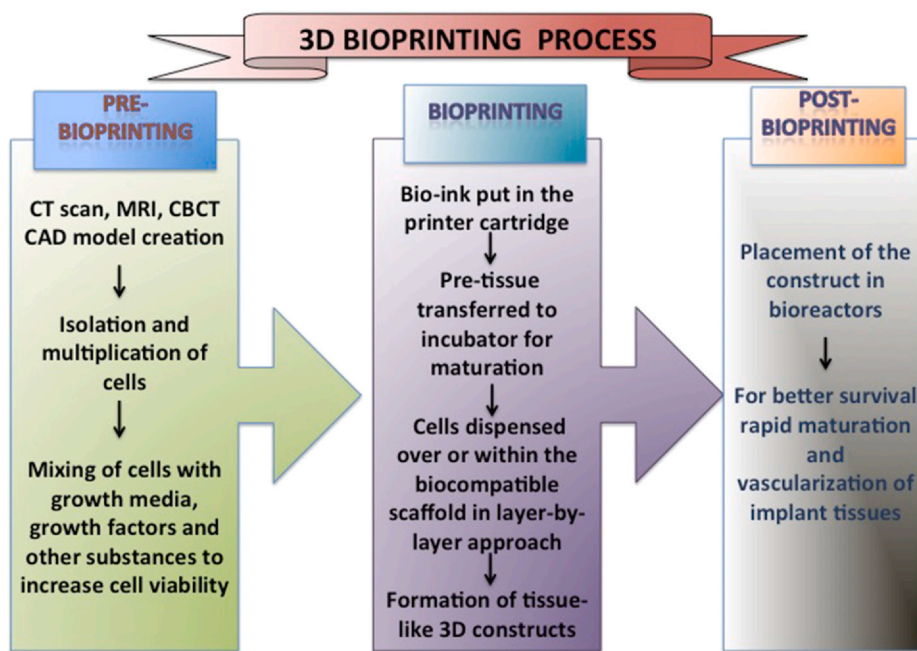 3D BIOPRINTING PROCESS
PRE-
BIOPRINTING
CT scan, MRI, CBCT
CAD model creation
Isolation and
multiplication of
cells
Mixing of cells with
growth media,
growth factors and
other substances to
increase cell viability
BIOPRINTING
Bio-ink put in the
printer cartridge
Pre-tissue
transferred to
incubator for
maturation
Cells dispensed
over or within the
biocompatible
scaffold in layer-by-
layer approach
Formation of tissue-
like 3D constructs
POST-
BIOPRINTING
Placement of the
construct in
bioreactors
For better survival
rapid maturation
and
vascularization of
implant tissues